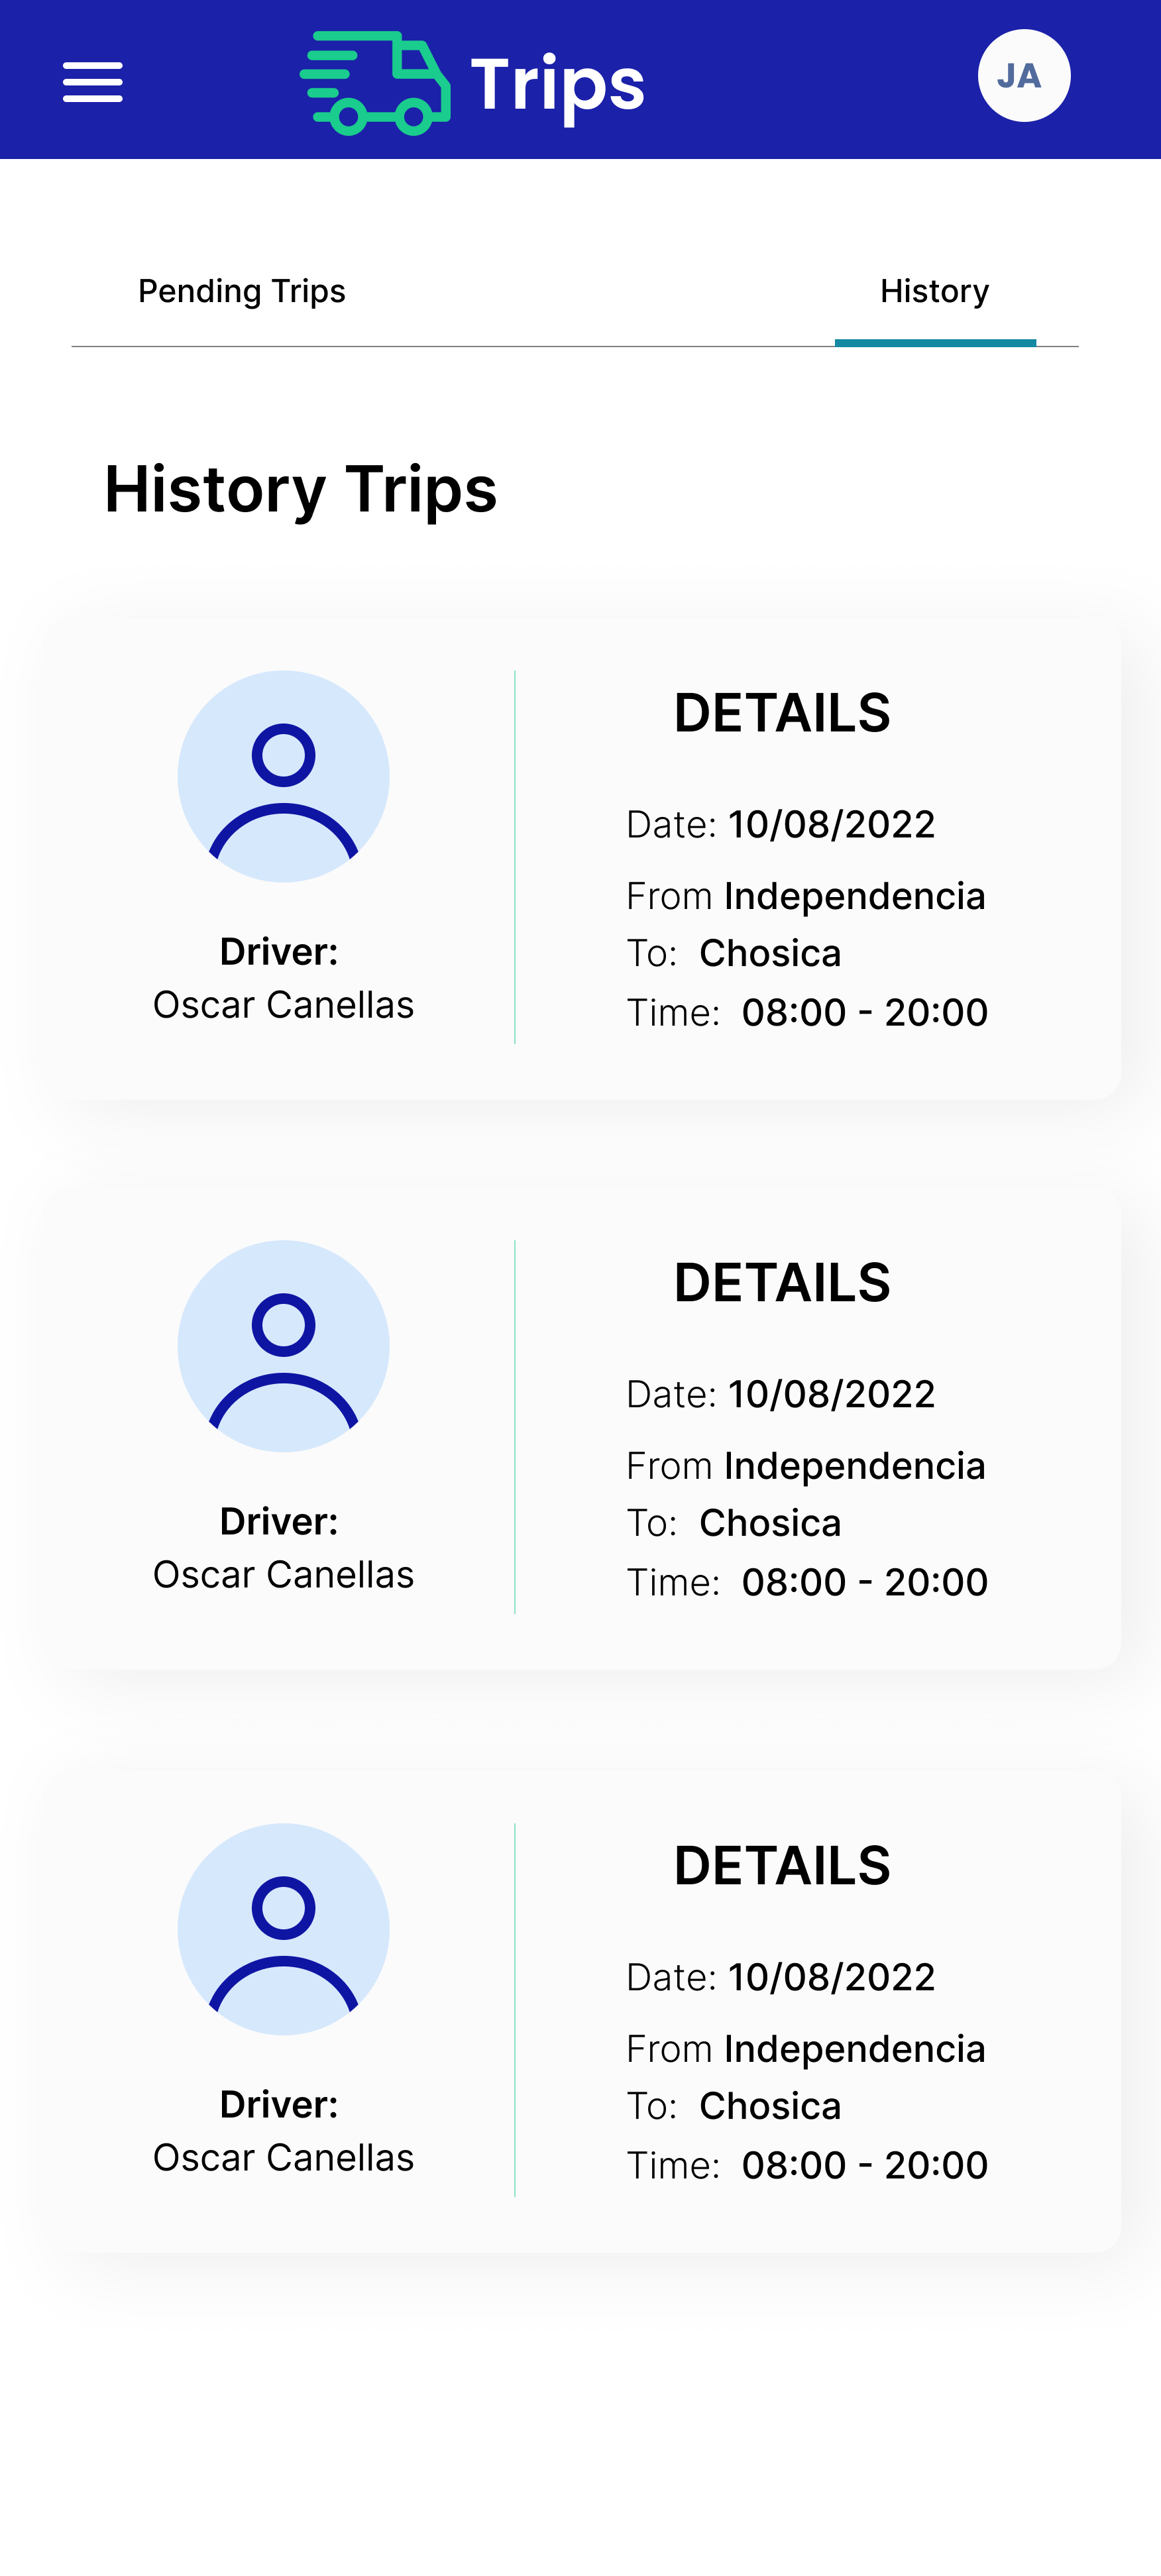 Trips
JA
Pending Trips
History
History Trips
DETAILS
Date: 10/08/2022
From Independencia
To: Chosica
Time: 08:00 - 20:00
Driver:
Oscar Canellas
DETAILS
Date: 10/08/2022
From Independencia
To: Chosica
Time: 08:00 - 20:00
Driver:
Oscar Canellas
DETAILS
Date: 10/08/2022
From Independencia
To: Chosica
Time: 08:00 - 20:00
Driver:
Oscar Canellas